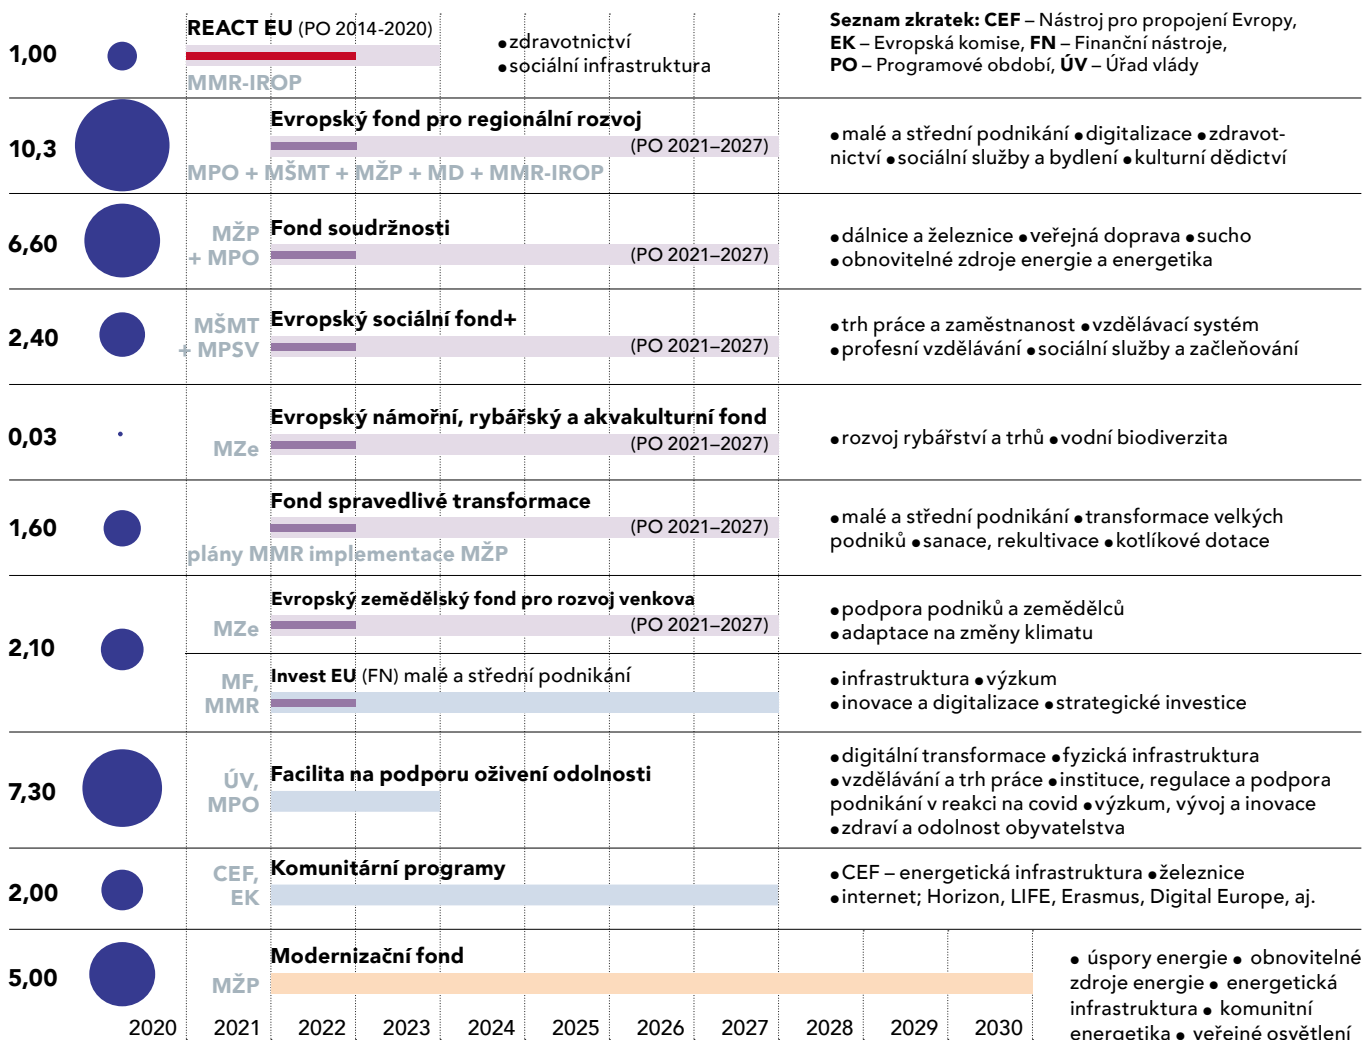 REACT EU (PO 2014-2020)
1,00
MMR-IROP
•zdravotnictví
•sociální infrastruktura
Seznam zkratek: CEF – Nástroj pro propojení Evropy,
EK – Evropská komise, FN – Finanční nástroje,
PO – Programové období, ÚV – Úřad vlády
10,3
Evropský fond pro regionální rozvoj
(PO 2021–2027)
MPO + MŠMT + MŽP + MD + MMR-IROP
•malé a střední podnikání •digitalizace •zdravot-
nictví •sociální služby a bydlení •kulturní dědictví
6,60
MŽP
+ MPO
Fond soudržnosti
(PO 2021–2027)
•dálnice a železnice •veřejná doprava •sucho
•obnovitelné zdroje energie a energetika
2,40
MŠMT
+ MPSV
Evropský sociální fond+
(PO 2021–2027)
•trh práce a zaměstnanost •vzdělávací systém
•profesní vzdělávání •sociální služby a začleňování
0,03
MZe
Evropský námořní, rybářský a akvakulturní fond
(PO 2021–2027)
•rozvoj rybářství a trhů •vodní biodiverzita
1,60
Fond spravedlivé transformace
(PO 2021–2027)
plány MMR implementace MŽP
•malé a střední podnikání •transformace velkých
podniků •sanace, rekultivace •kotlíkové dotace
2,10
MZe
Evropský zemědělský fond pro rozvoj venkova
(PO 2021–2027)
•podpora podniků a zemědělců
•adaptace na změny klimatu
MF,
MMR
Invest EU (FN) malé a střední podnikání
•infrastruktura •výzkum
•inovace a digitalizace •strategické investice
7,30
ÚV,
MPO
Facilita na podporu oživení odolnosti
•digitální transformace •fyzická infrastruktura
•vzdělávání a trh práce •instituce, regulace a podpora
podnikání v reakci na covid •výzkum, vývoj a inovace
•zdraví a odolnost obyvatelstva
2,00
CEF,
EK
Komunitární programy
•CEF – energetická infrastruktura •železnice
•internet; Horizon, LIFE, Erasmus, Digital Europe, aj.
5,00
MŽP
Modernizační fond
• úspory energie • obnovitelné
zdroje energie • energetická
infrastruktura • komunitní
energetika • veřejné osvětlení
2020 2021 2022 2023 2024 2025 2026 2027 2028 2029 2030